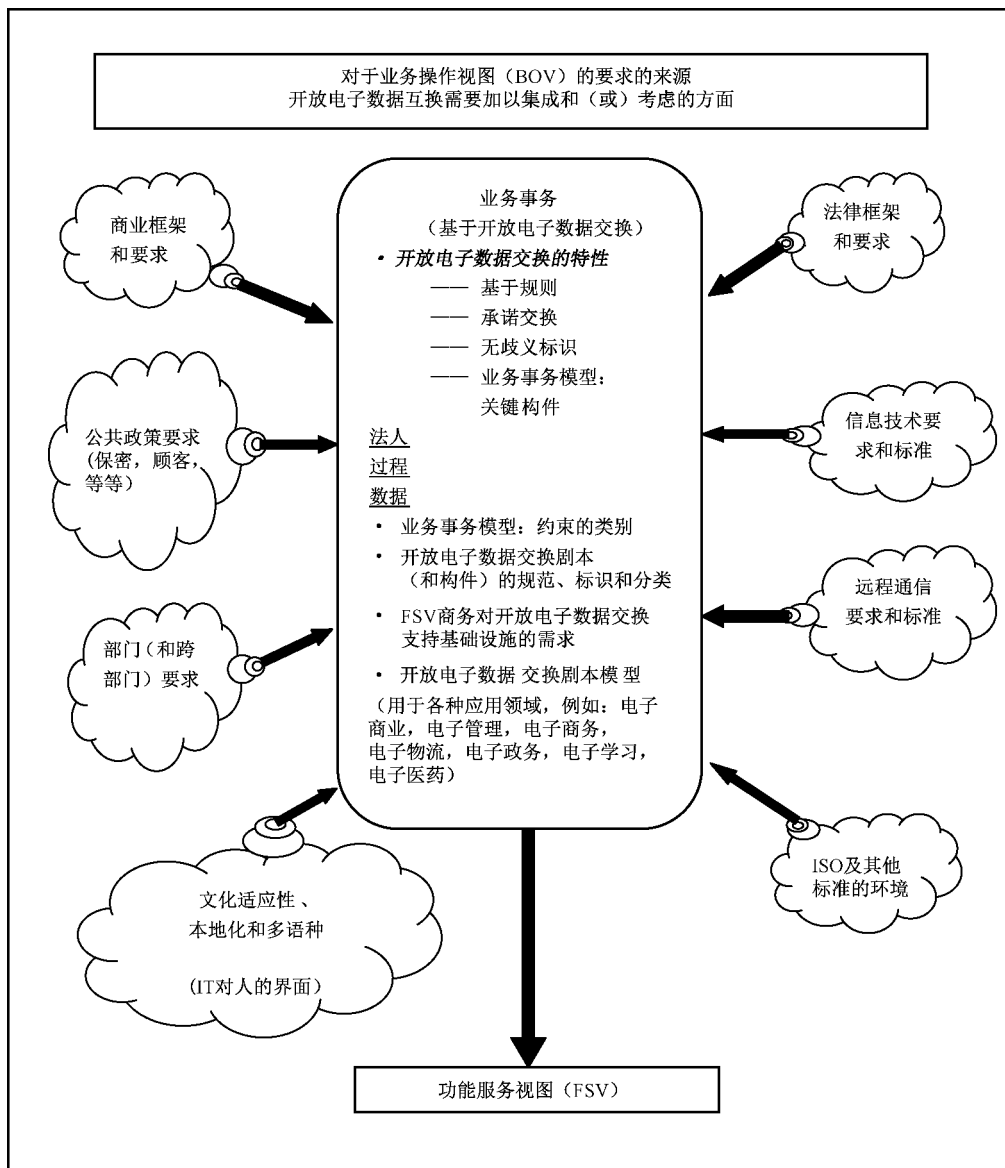 对于业务操作视图（BOV）的要求的来源
开放电子数据互换需要加以集成和（或）考虑的方面
商业框架
和要求
公共政策要求
(保密，顾客，
等等）
部门（和跨
部门）要求
文化适应性、
本地化和多语种
(IT对人的界面）
业务事务
（基于开放电子数据交换）
• 开放电子数据交换的特性
—— 基于规则
—— 承诺交换
—— 无歧义标识
—— 业务事务模型：
关键构件
法人
过程
数据
• 业务事务模型：约束的类别
• 开放电子数据交换剧本
（和构件）的规范、标识和分类
• FSV商务对开放电子数据交换
支持基础设施的需求
• 开放电子数据 交换剧本模型
（用于各种应用领域，例如：电子
商业，电子管理，电子商务，
电子物流，电子政务，电子学习，
电子医药）
法律框架
和要求
信息技术要
求和标准
远程通信
要求和标准
ISO及其他
标准的环境
功能服务视图（FSV）